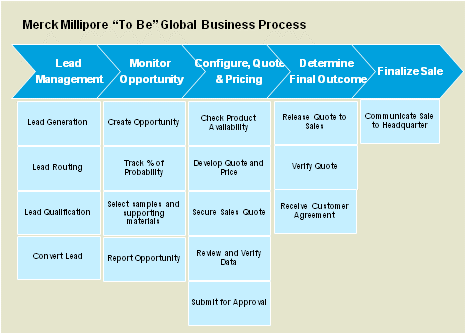 Merck Millipore “To Be” Global Business Process
Lead
Management
Monitor
Opportunity
Configure, Quote
& Pricing
Determine
Final Outcome
Finalize Sale
Lead Generation
Lead Routing
Lead Qualification
Convert Lead
Create Opportunity
Track % of
Probability
Select samples and
supporting
materials
Report Opportunity
Check Product
Availability
Develop Quote and
Price
Secure Sales Quote
Review and Verify
Data
Submit for Approval
Release Quote to
Sales
Verify Quote
Receive Customer
Agreement
Communicate Sale
to Headquarter